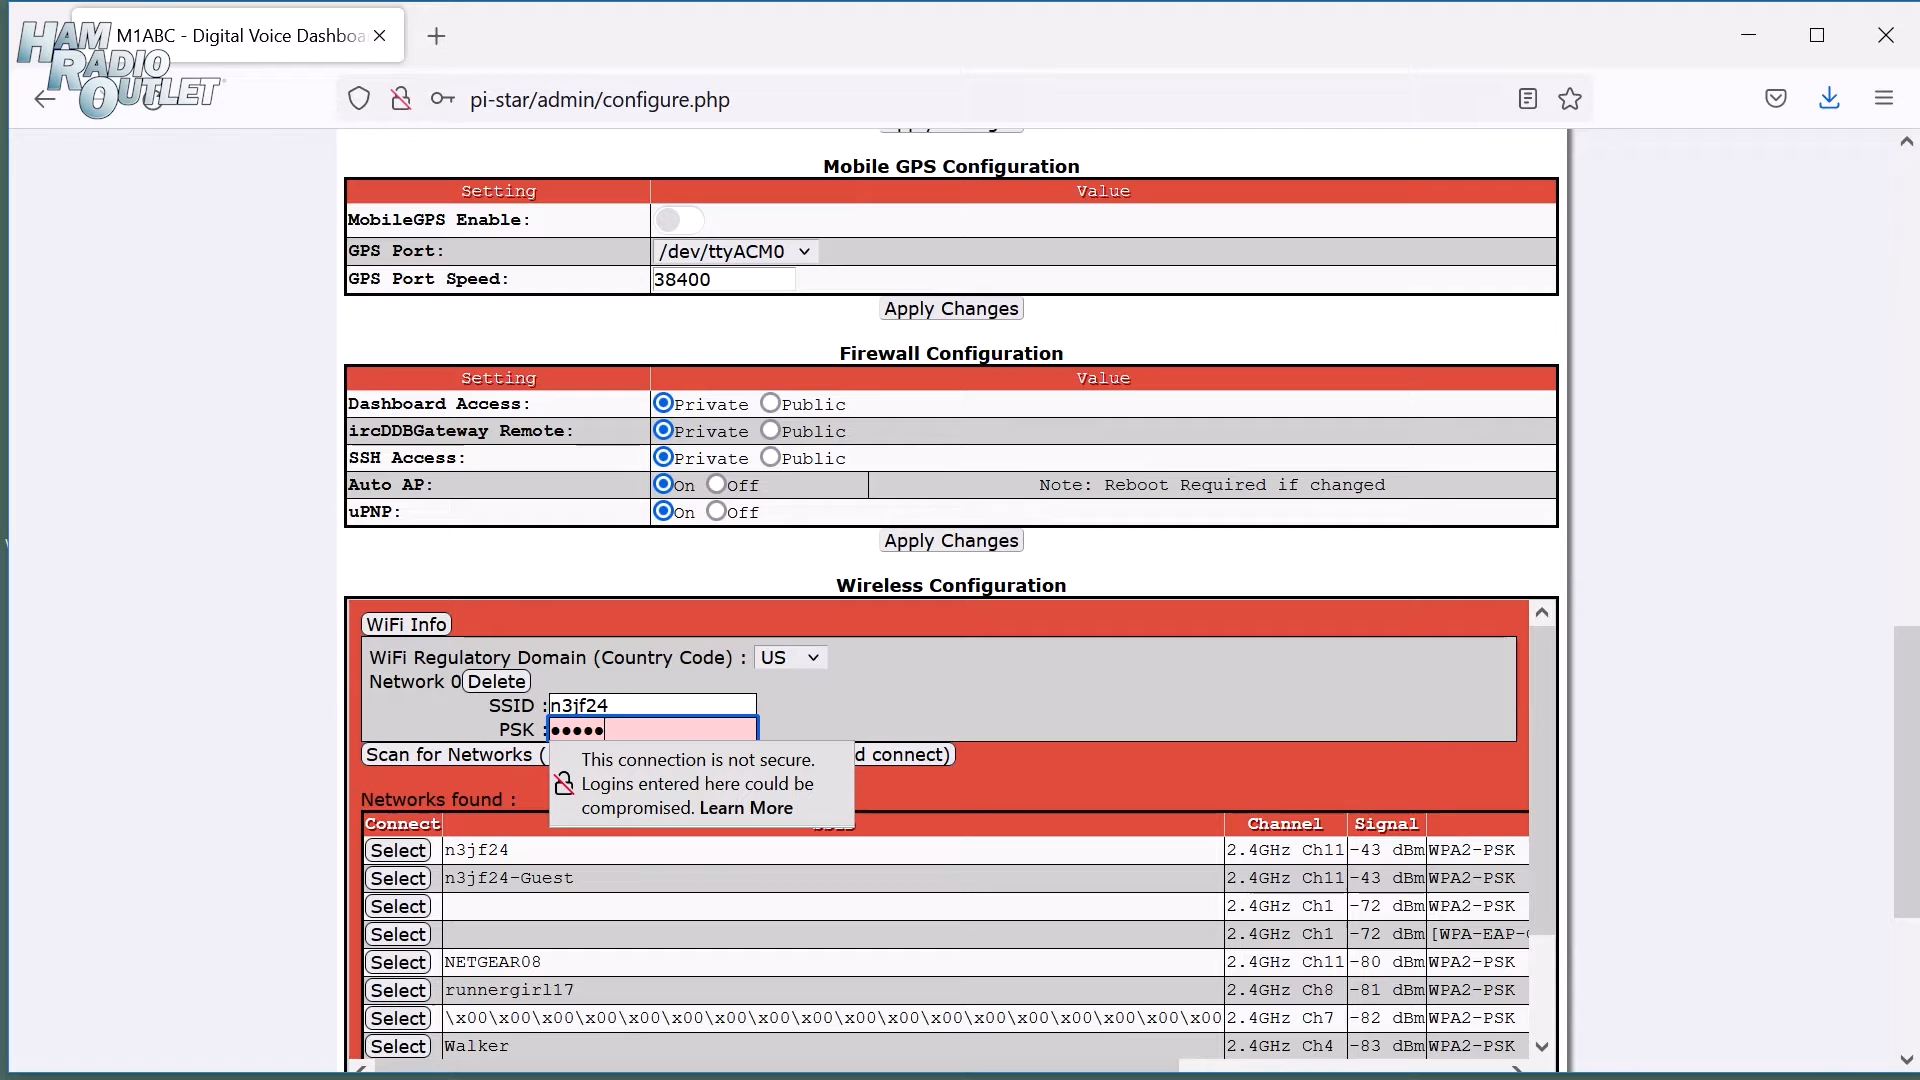 HAM RADIO OUTLET
M1ABC - Digital Voice Dashboa
pi-star/admin/configure.php
Mobile GPS Configuration
Setting Value
MobileGPS Enable:
GPS Port: /dev/ttyACM0
GPS Port Speed: 38400
Apply Changes
Firewall Configuration
Setting Value
Dashboard Access: Private Public
ircDDBGateway Remote: Private Public
SSH Access: Private Public
Auto AP: On Off Note: Reboot Required if changed
uPNP: On Off
Apply Changes
Wireless Configuration
WiFi Info
WiFi Regulatory Domain (Country Code) : US
Network 0 Delete
SSID : n3jf24
PSK : •••••
Scan for Networks ( d connect)
This connection is not secure.
Logins entered here could be
compromised. Learn More
Networks found :
Connect Channel Signal
Select n3jf24 2.4GHz Ch11 -43 dBm WPA2-PSK
Select n3jf24-Guest 2.4GHz Ch11 -43 dBm WPA2-PSK
Select 2.4GHz Ch1 -72 dBm WPA2-PSK
Select 2.4GHz Ch1 -72 dBm [WPA-EAP-
Select NETGEAR08 2.4GHz Ch11 -80 dBm WPA2-PSK
Select runnergirl17 2.4GHz Ch8 -81 dBm WPA2-PSK
Select \x00\x00\x00\x00\x00\x00\x00\x00\x00\x00\x00\x00\x00\x00\x00\x00\x00\x00 2.4GHz Ch7 -82 dBm WPA2-PSK
Select Walker 2.4GHz Ch4 -83 dBm WPA2-PSK